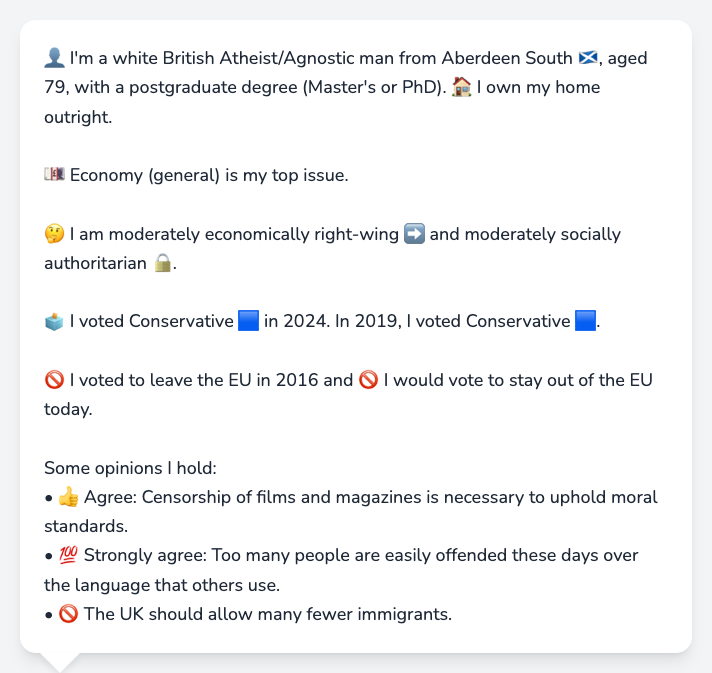 👤 I'm a white British Atheist/Agnostic man from Aberdeen South 🏴󠁧󠁢󠁳󠁣󠁴󠁿, aged
79, with a postgraduate degree (Master's or PhD). 🏠 I own my home
outright.
💷 Economy (general) is my top issue.
🤔 I am moderately economically right-wing ➡️ and moderately socially
authoritarian 🔒.
🗳️ I voted Conservative 🟦 in 2024. In 2019, I voted Conservative 🟦.
🚫 I voted to leave the EU in 2016 and 🚫 I would vote to stay out of the EU
today.
Some opinions I hold:
• 👍 Agree: Censorship of films and magazines is necessary to uphold moral
standards.
• 💯 Strongly agree: Too many people are easily offended these days over
the language that others use.
• 🚫 The UK should allow many fewer immigrants.